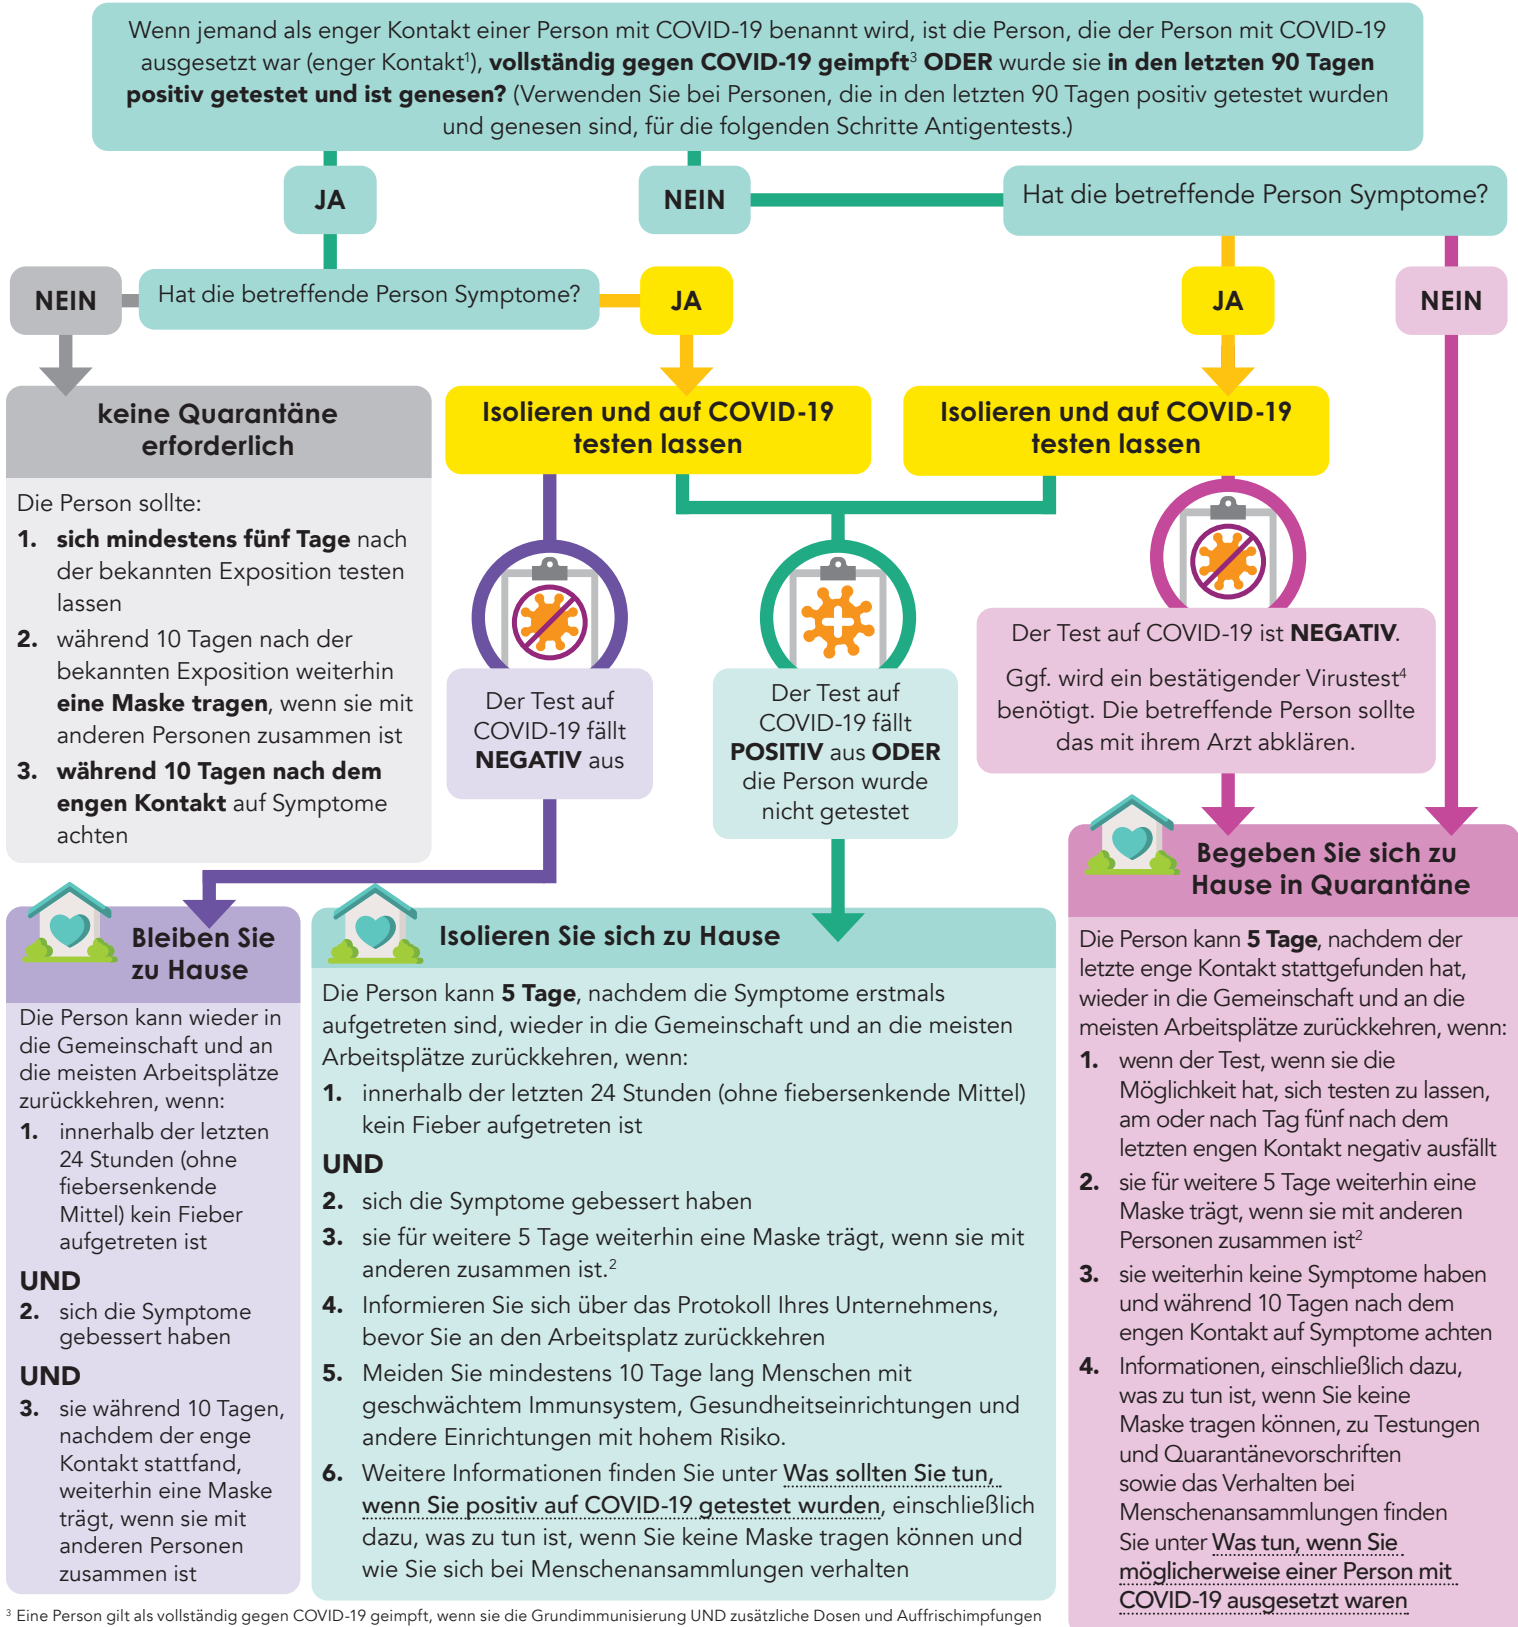 Wenn jemand als enger Kontakt einer Person mit COVID-19 benannt wird, ist die Person, die der Person mit COVID-19
ausgesetzt war (enger Kontakt¹), vollständig gegen COVID-19 geimpft³ ODER wurde sie in den letzten 90 Tagen
positiv getestet und ist genesen? (Verwenden Sie bei Personen, die in den letzten 90 Tagen positiv getestet wurden
und genesen sind, für die folgenden Schritte Antigentests.)
JA
NEIN
Hat die betreffende Person Symptome?
NEIN
Hat die betreffende Person Symptome?
JA
JA
NEIN
keine Quarantäne
erforderlich
Die Person sollte:
1. sich mindestens fünf Tage nach
der bekannten Exposition testen
lassen
2. während 10 Tagen nach der
bekannten Exposition weiterhin
eine Maske tragen, wenn sie mit
anderen Personen zusammen ist
3. während 10 Tagen nach dem
engen Kontakt auf Symptome
achten
Isolieren und auf COVID-19
testen lassen
Isolieren und auf COVID-19
testen lassen
Der Test auf
COVID-19 fällt
NEGATIV aus
Der Test auf
COVID-19 fällt
POSITIV aus ODER
die Person wurde
nicht getestet
Der Test auf COVID-19 ist NEGATIV.
Ggf. wird ein bestätigender Virustest⁴
benötigt. Die betreffende Person sollte
das mit ihrem Arzt abklären.
Bleiben Sie
zu Hause
Die Person kann wieder in
die Gemeinschaft und an
die meisten Arbeitsplätze
zurückkehren, wenn:
1. innerhalb der letzten
24 Stunden (ohne
fiebersenkende
Mittel) kein Fieber
aufgetreten ist
UND
2. sich die Symptome
gebessert haben
UND
3. sie während 10 Tagen,
nachdem der enge
Kontakt stattfand,
weiterhin eine Maske
trägt, wenn sie mit
anderen Personen
zusammen ist
Isolieren Sie sich zu Hause
Die Person kann 5 Tage, nachdem die Symptome erstmals
aufgetreten sind, wieder in die Gemeinschaft und an die meisten
Arbeitsplätze zurückkehren, wenn:
1. innerhalb der letzten 24 Stunden (ohne fiebersenkende Mittel)
kein Fieber aufgetreten ist
UND
2. sich die Symptome gebessert haben
3. sie für weitere 5 Tage weiterhin eine Maske trägt, wenn sie mit
anderen zusammen ist.²
4. Informieren Sie sich über das Protokoll Ihres Unternehmens,
bevor Sie an den Arbeitsplatz zurückkehren
5. Meiden Sie mindestens 10 Tage lang Menschen mit
geschwächtem Immunsystem, Gesundheitseinrichtungen und
andere Einrichtungen mit hohem Risiko.
6. Weitere Informationen finden Sie unter Was sollten Sie tun,
wenn Sie positiv auf COVID-19 getestet wurden, einschließlich
dazu, was zu tun ist, wenn Sie keine Maske tragen können und
wie Sie sich bei Menschenansammlungen verhalten
Begeben Sie sich zu
Hause in Quarantäne
Die Person kann 5 Tage, nachdem der
letzte enge Kontakt stattgefunden hat,
wieder in die Gemeinschaft und an die
meisten Arbeitsplätze zurückkehren, wenn:
1. wenn der Test, wenn sie die
Möglichkeit hat, sich testen zu lassen,
am oder nach Tag fünf nach dem
letzten engen Kontakt negativ ausfällt
2. sie für weitere 5 Tage weiterhin eine
Maske trägt, wenn sie mit anderen
Personen zusammen ist²
3. sie weiterhin keine Symptome haben
und während 10 Tagen nach dem
engen Kontakt auf Symptome achten
4. Informationen, einschließlich dazu,
was zu tun ist, wenn Sie keine
Maske tragen können, zu Testungen
und Quarantänevorschriften
sowie das Verhalten bei
Menschenansammlungen finden
Sie unter Was tun, wenn Sie
möglicherweise einer Person mit
COVID-19 ausgesetzt waren
³ Eine Person gilt als vollständig gegen COVID-19 geimpft, wenn sie die Grundimmunisierung UND zusätzliche Dosen und Auffrischimpfungen